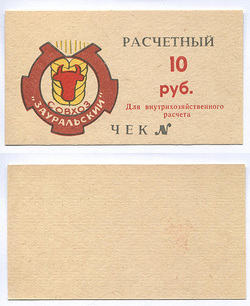 РАСЧЕТНЫЙ
10
руб.
Для внутрихозяйственного
расчета
ЧЕК №
СОВХОЗ
"ЗАУРАЛЬСКИЙ"